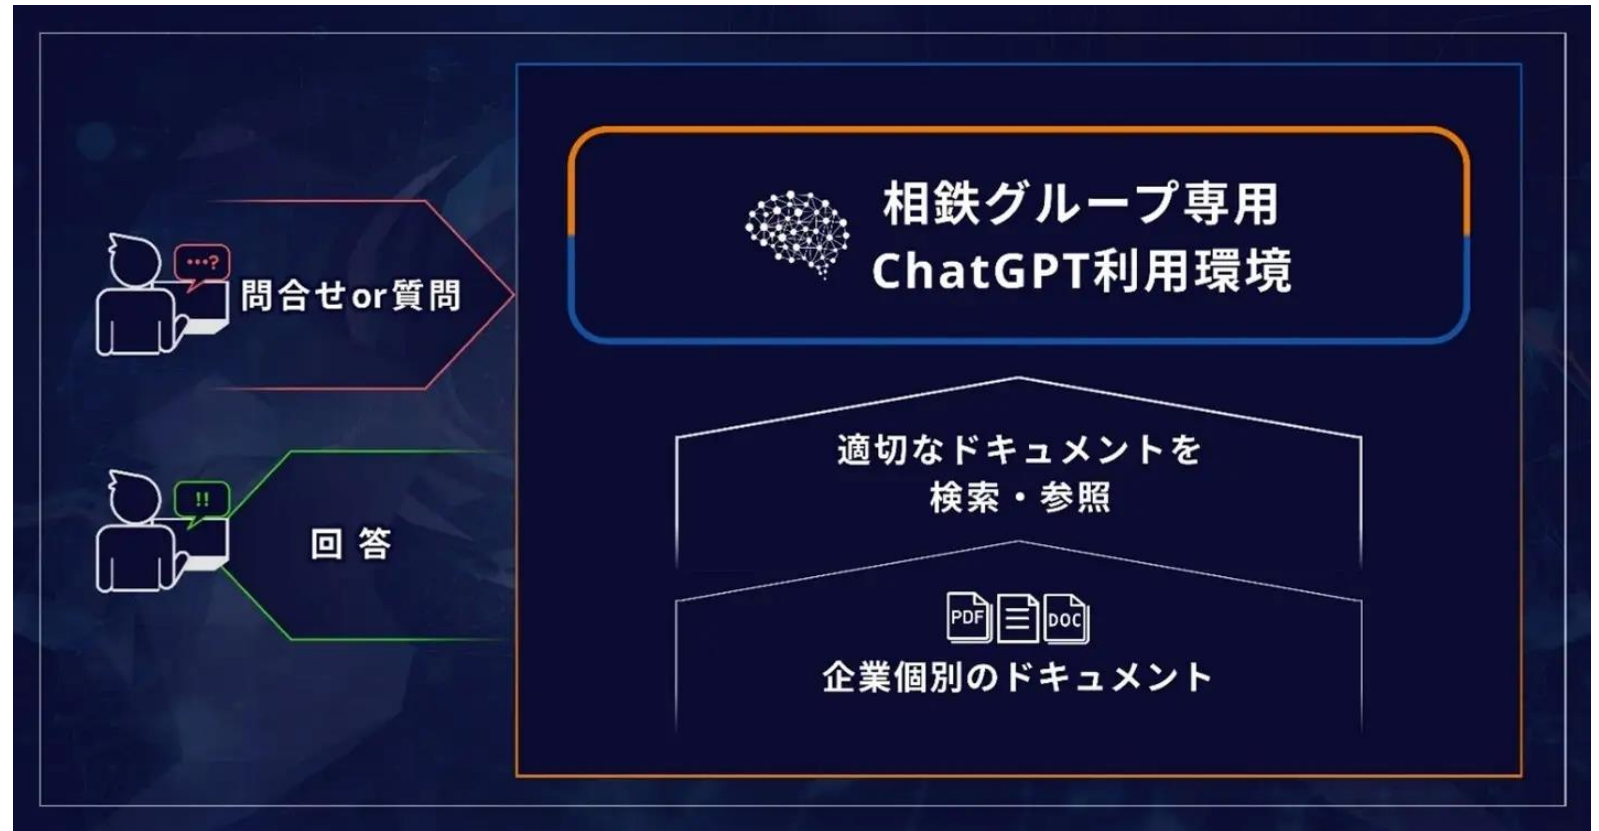 相鉄グループ専用
ChatGPT利用環境
…?
問合せor質問
適切なドキュメントを
検索・参照
!!
回答
PDF
DOC
企業個別のドキュメント